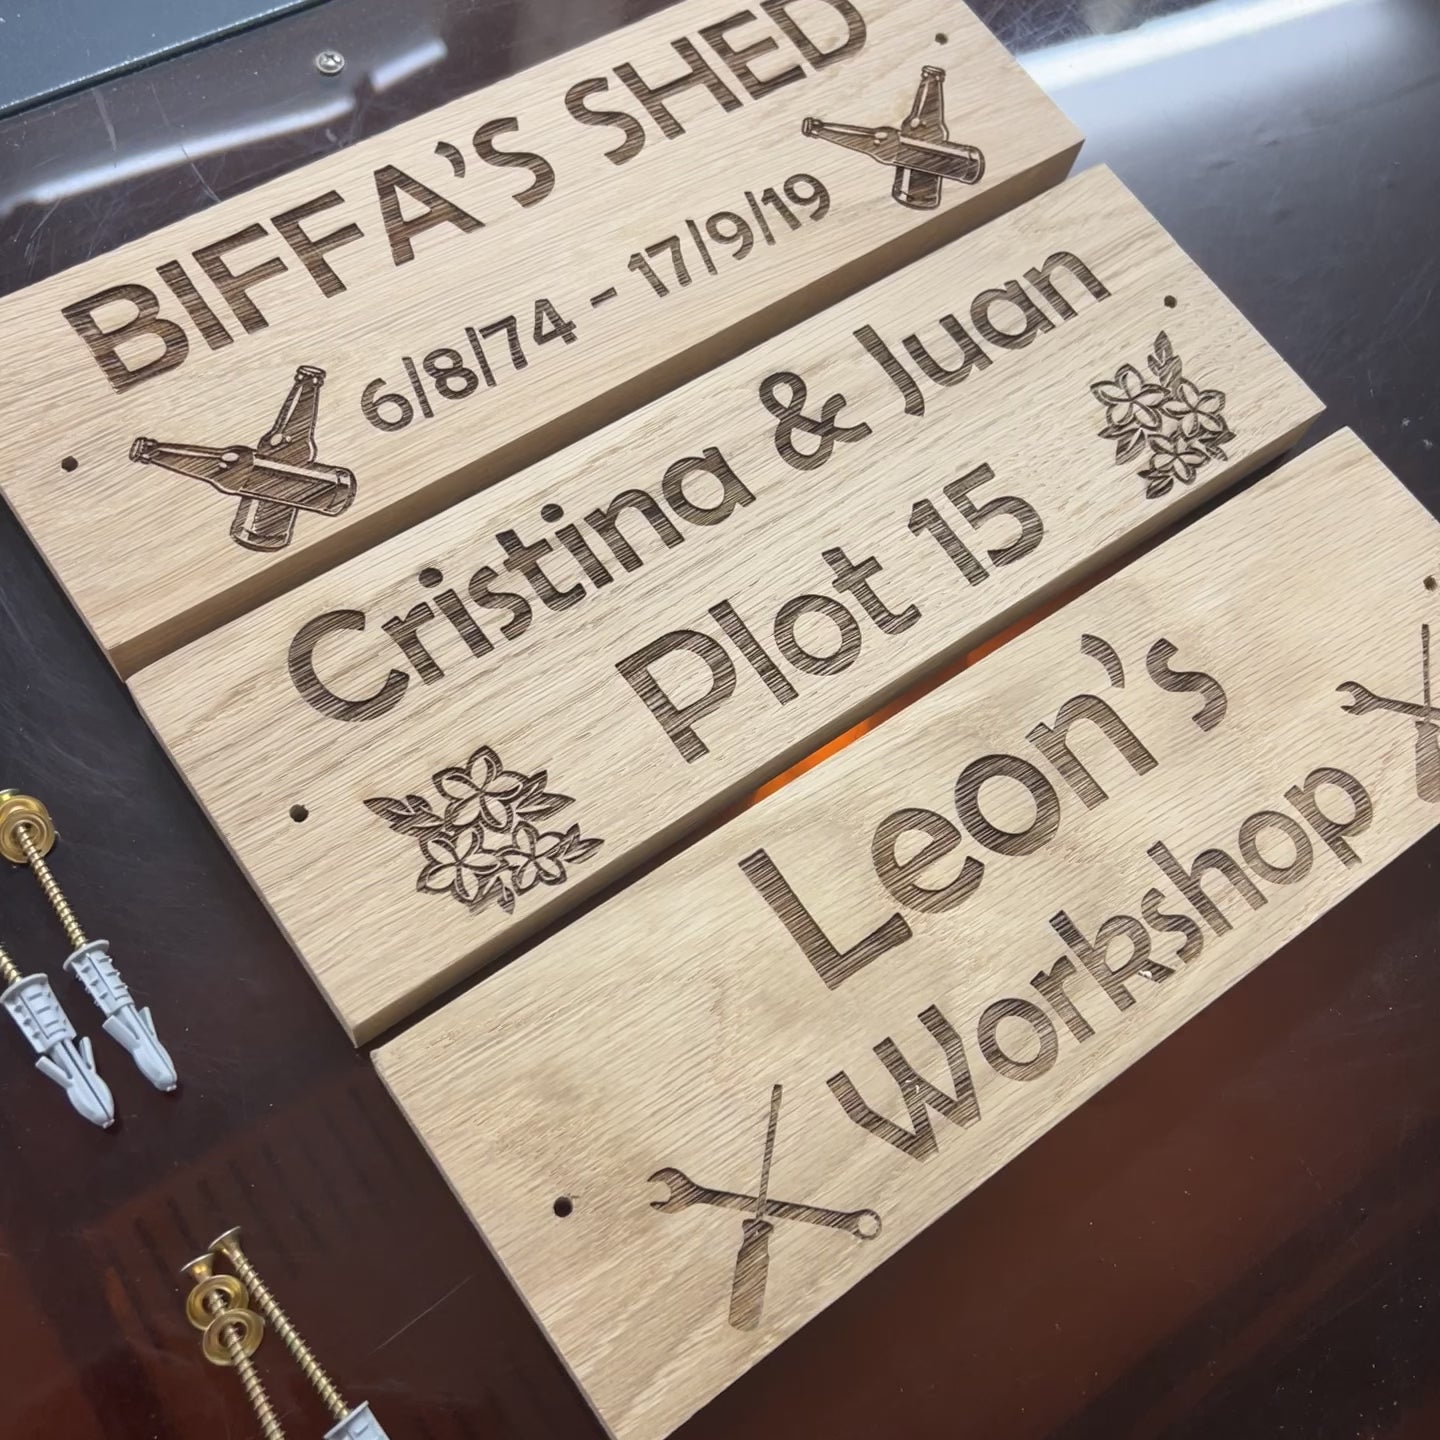 BIFFA'S SHED
6/8/74 - 17/9/19
Cristina & Juan
Plot 15
Leon's
Workshop